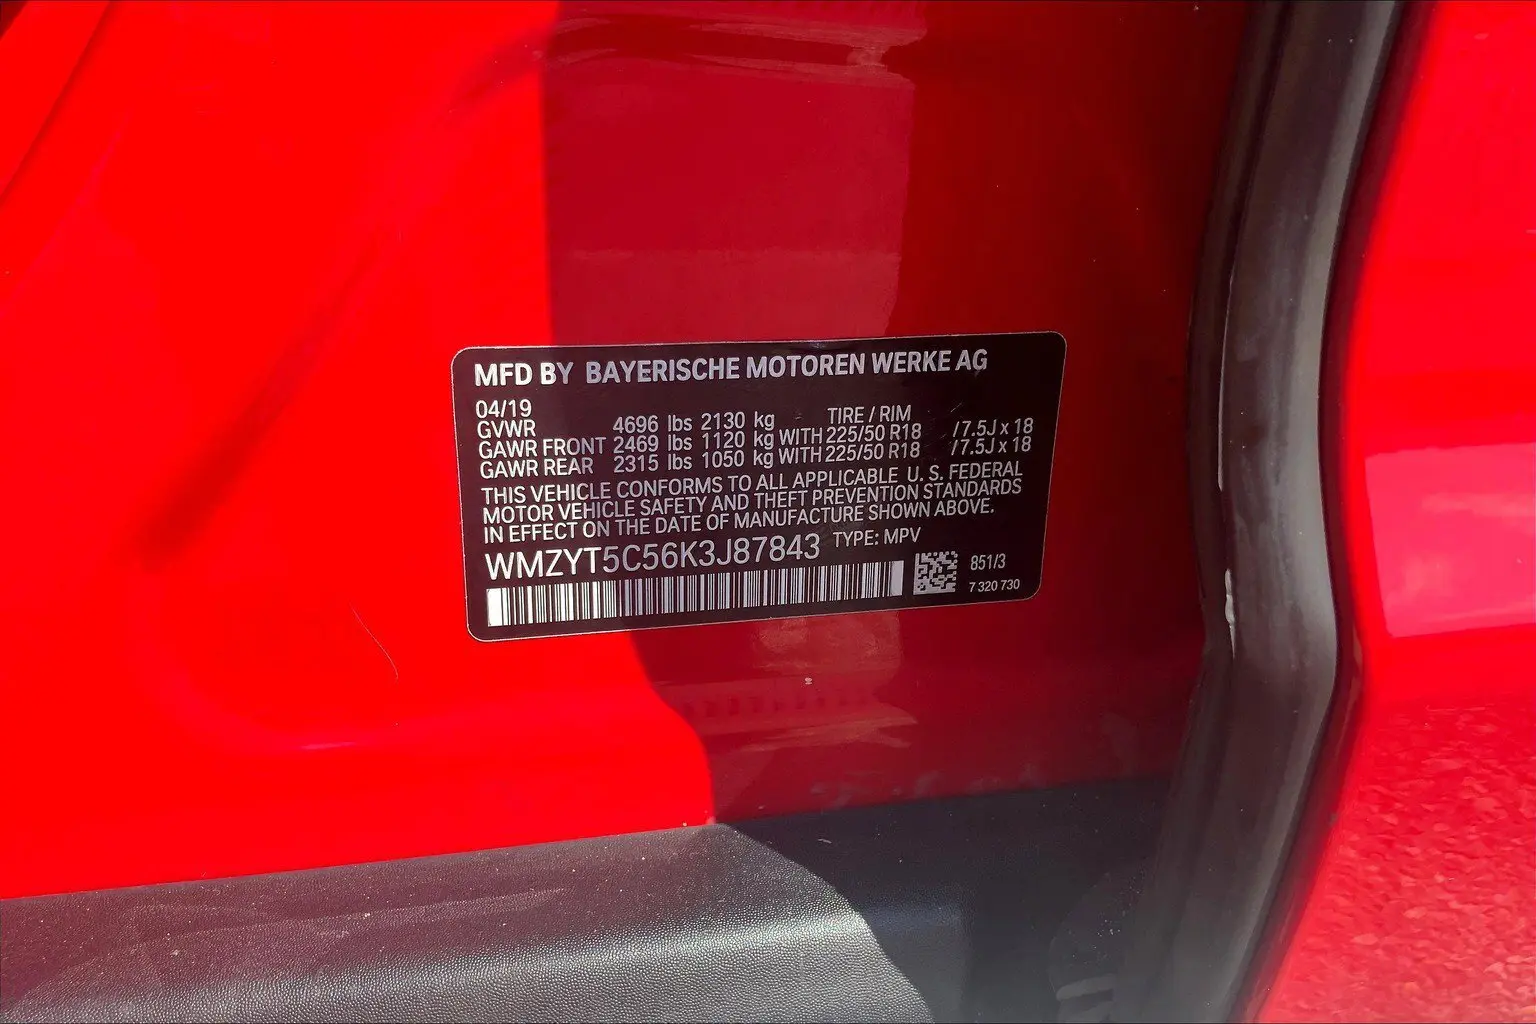 MFD BY BAYERISCHE MOTOREN WERKE AG
04/19
GVWR 4696 lbs 2130 kg TIRE / RIM
GAWR FRONT 2469 lbs 1120 kg WITH 225/50 R18 / 7.5J x 18
GAWR REAR 2315 lbs 1050 kg WITH 225/50 R18 / 7.5J x 18
THIS VEHICLE CONFORMS TO ALL APPLICABLE U. S. FEDERAL
MOTOR VEHICLE SAFETY AND THEFT PREVENTION STANDARDS
IN EFFECT ON THE DATE OF MANUFACTURE SHOWN ABOVE.
WMZYT5C56K3J87843 TYPE: MPV
851/3
7 320 730